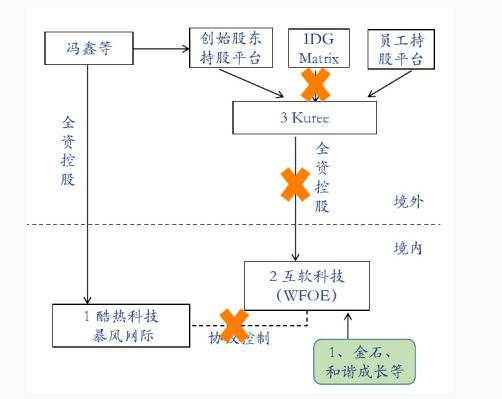 冯鑫等
创始股东
持股平台
IDG
Matrix
员工持
股平台
3 Kuree
全资控股
全资控股
境外
境内
2 互软科技
（WFOE）
1 酷热科技
暴风网际
协议控制
1、金石、
和谐成长等